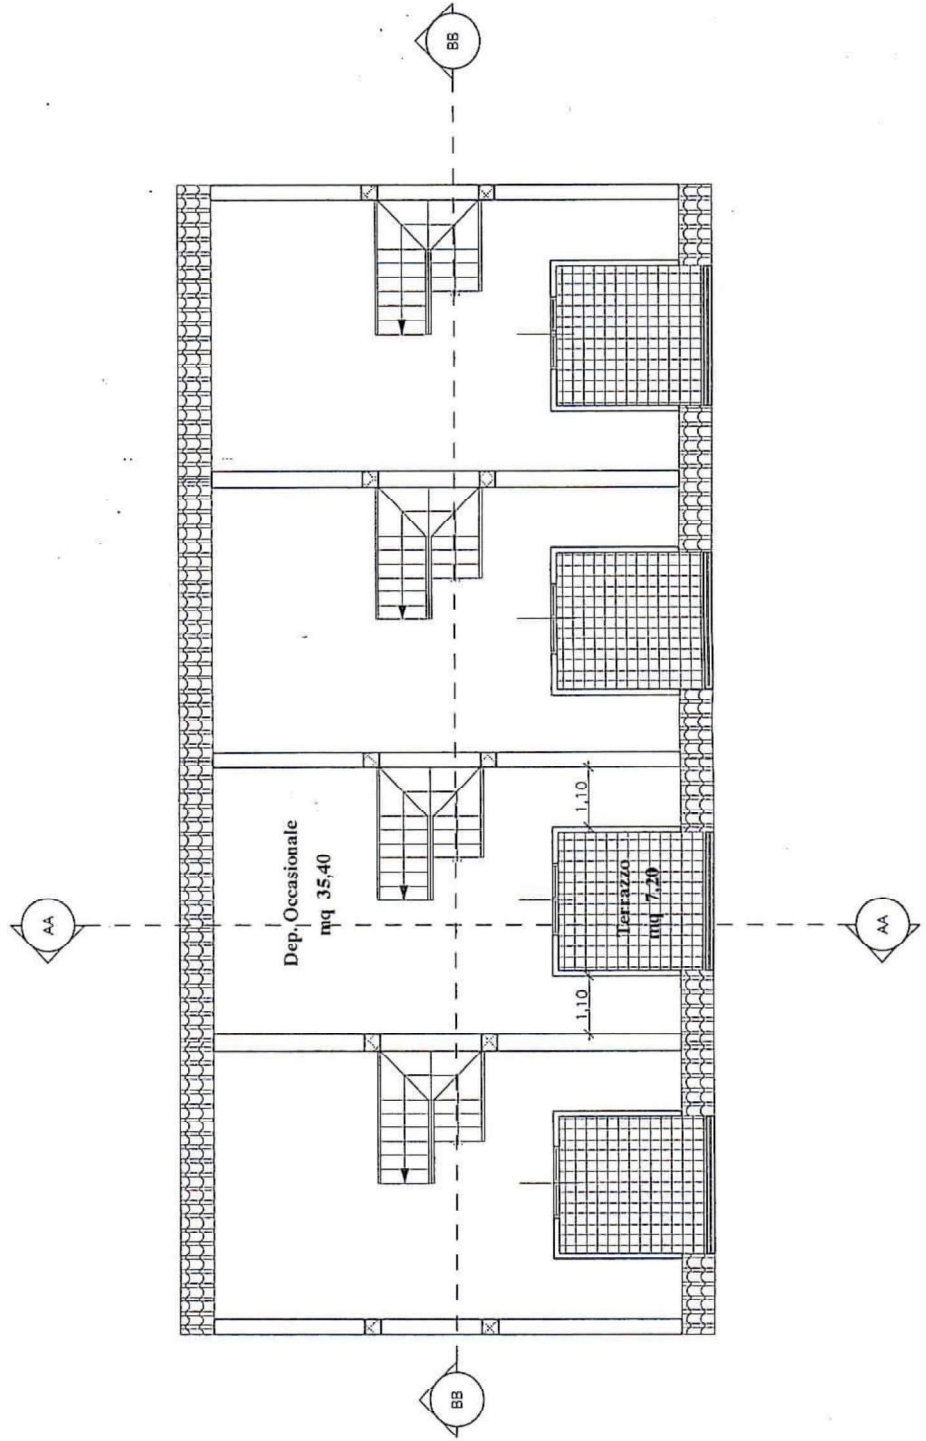 BB
AA
Dep. Occasionale
mq 35,40
1,10
Terrazzo
mq 7,20
1,10
AA
BB